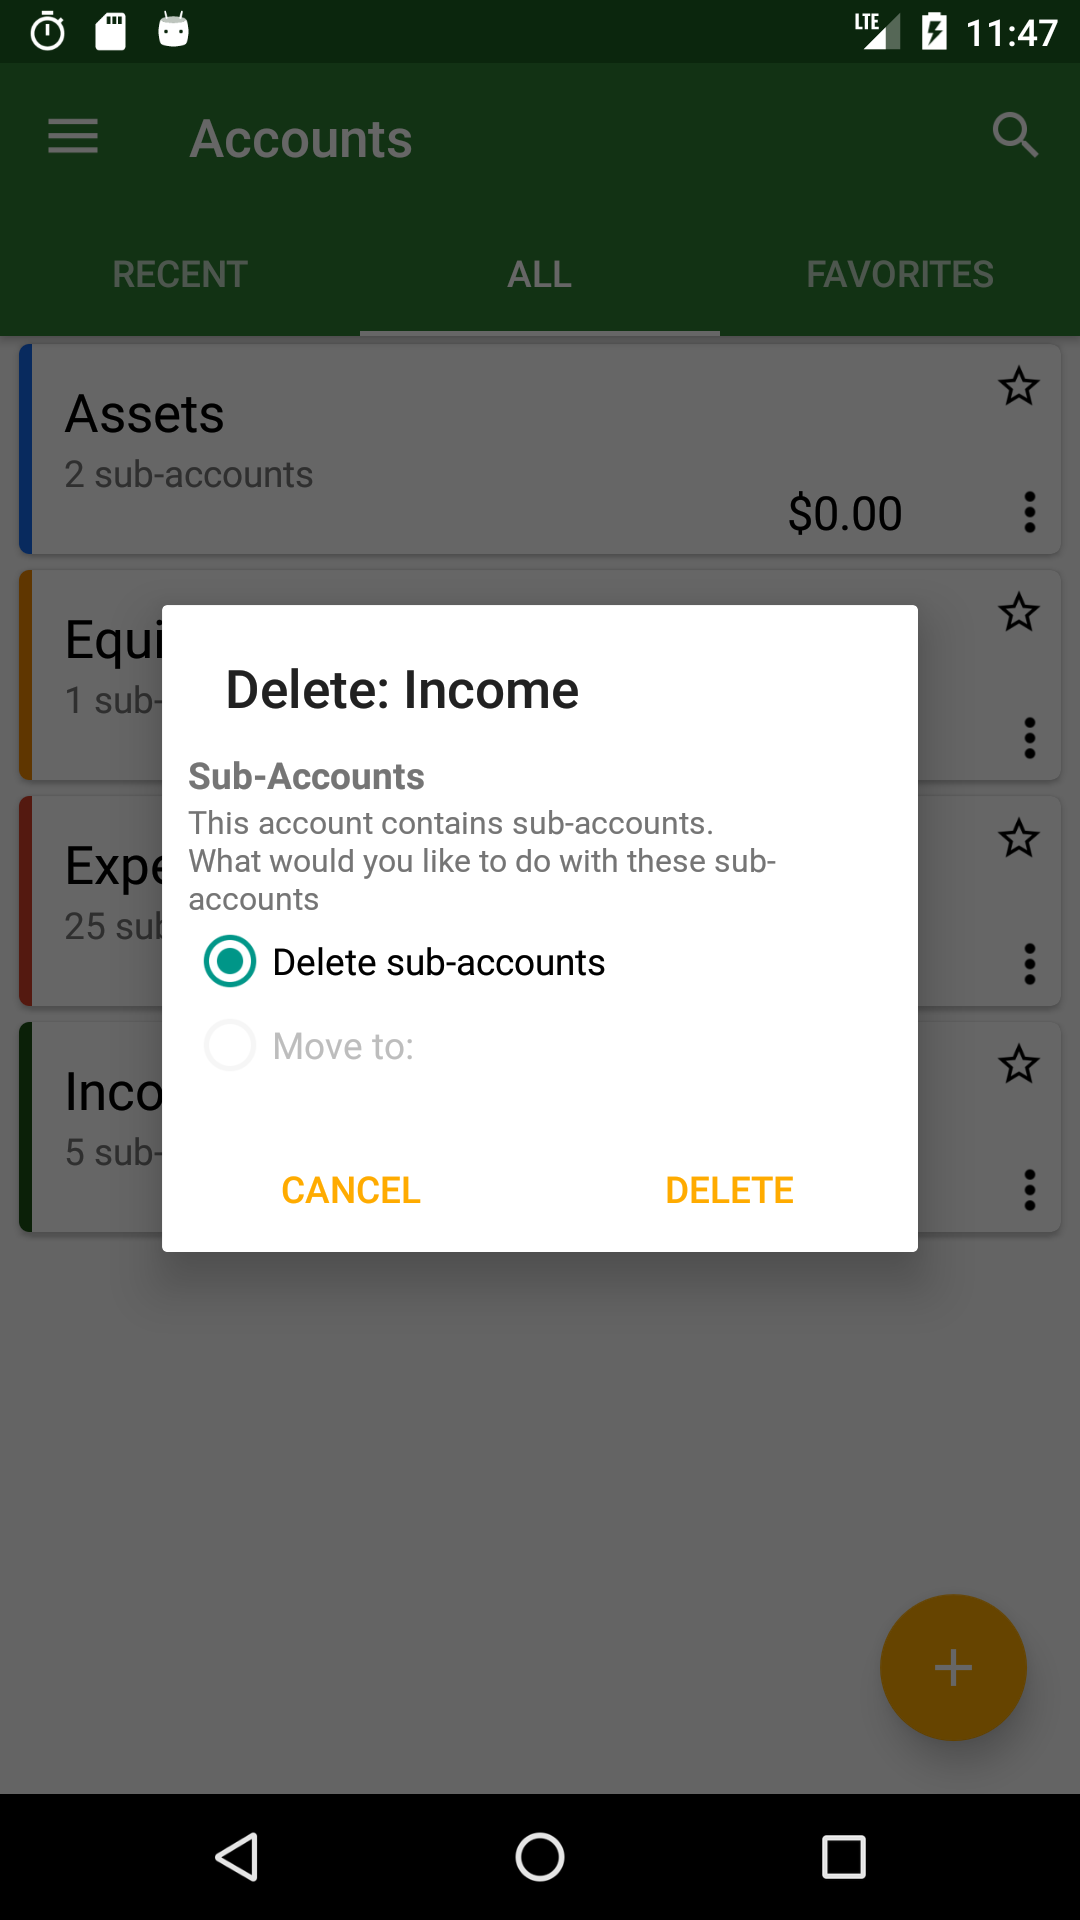 LTE 11:47
Accounts
RECENT ALL FAVORITES
Assets
2 sub-accounts
$0.00
Equi
1 sub-
Expe
25 sub
Inco
5 sub-
Delete: Income
Sub-Accounts
This account contains sub-accounts.
What would you like to do with these sub-
accounts
Delete sub-accounts
Move to:
CANCEL DELETE